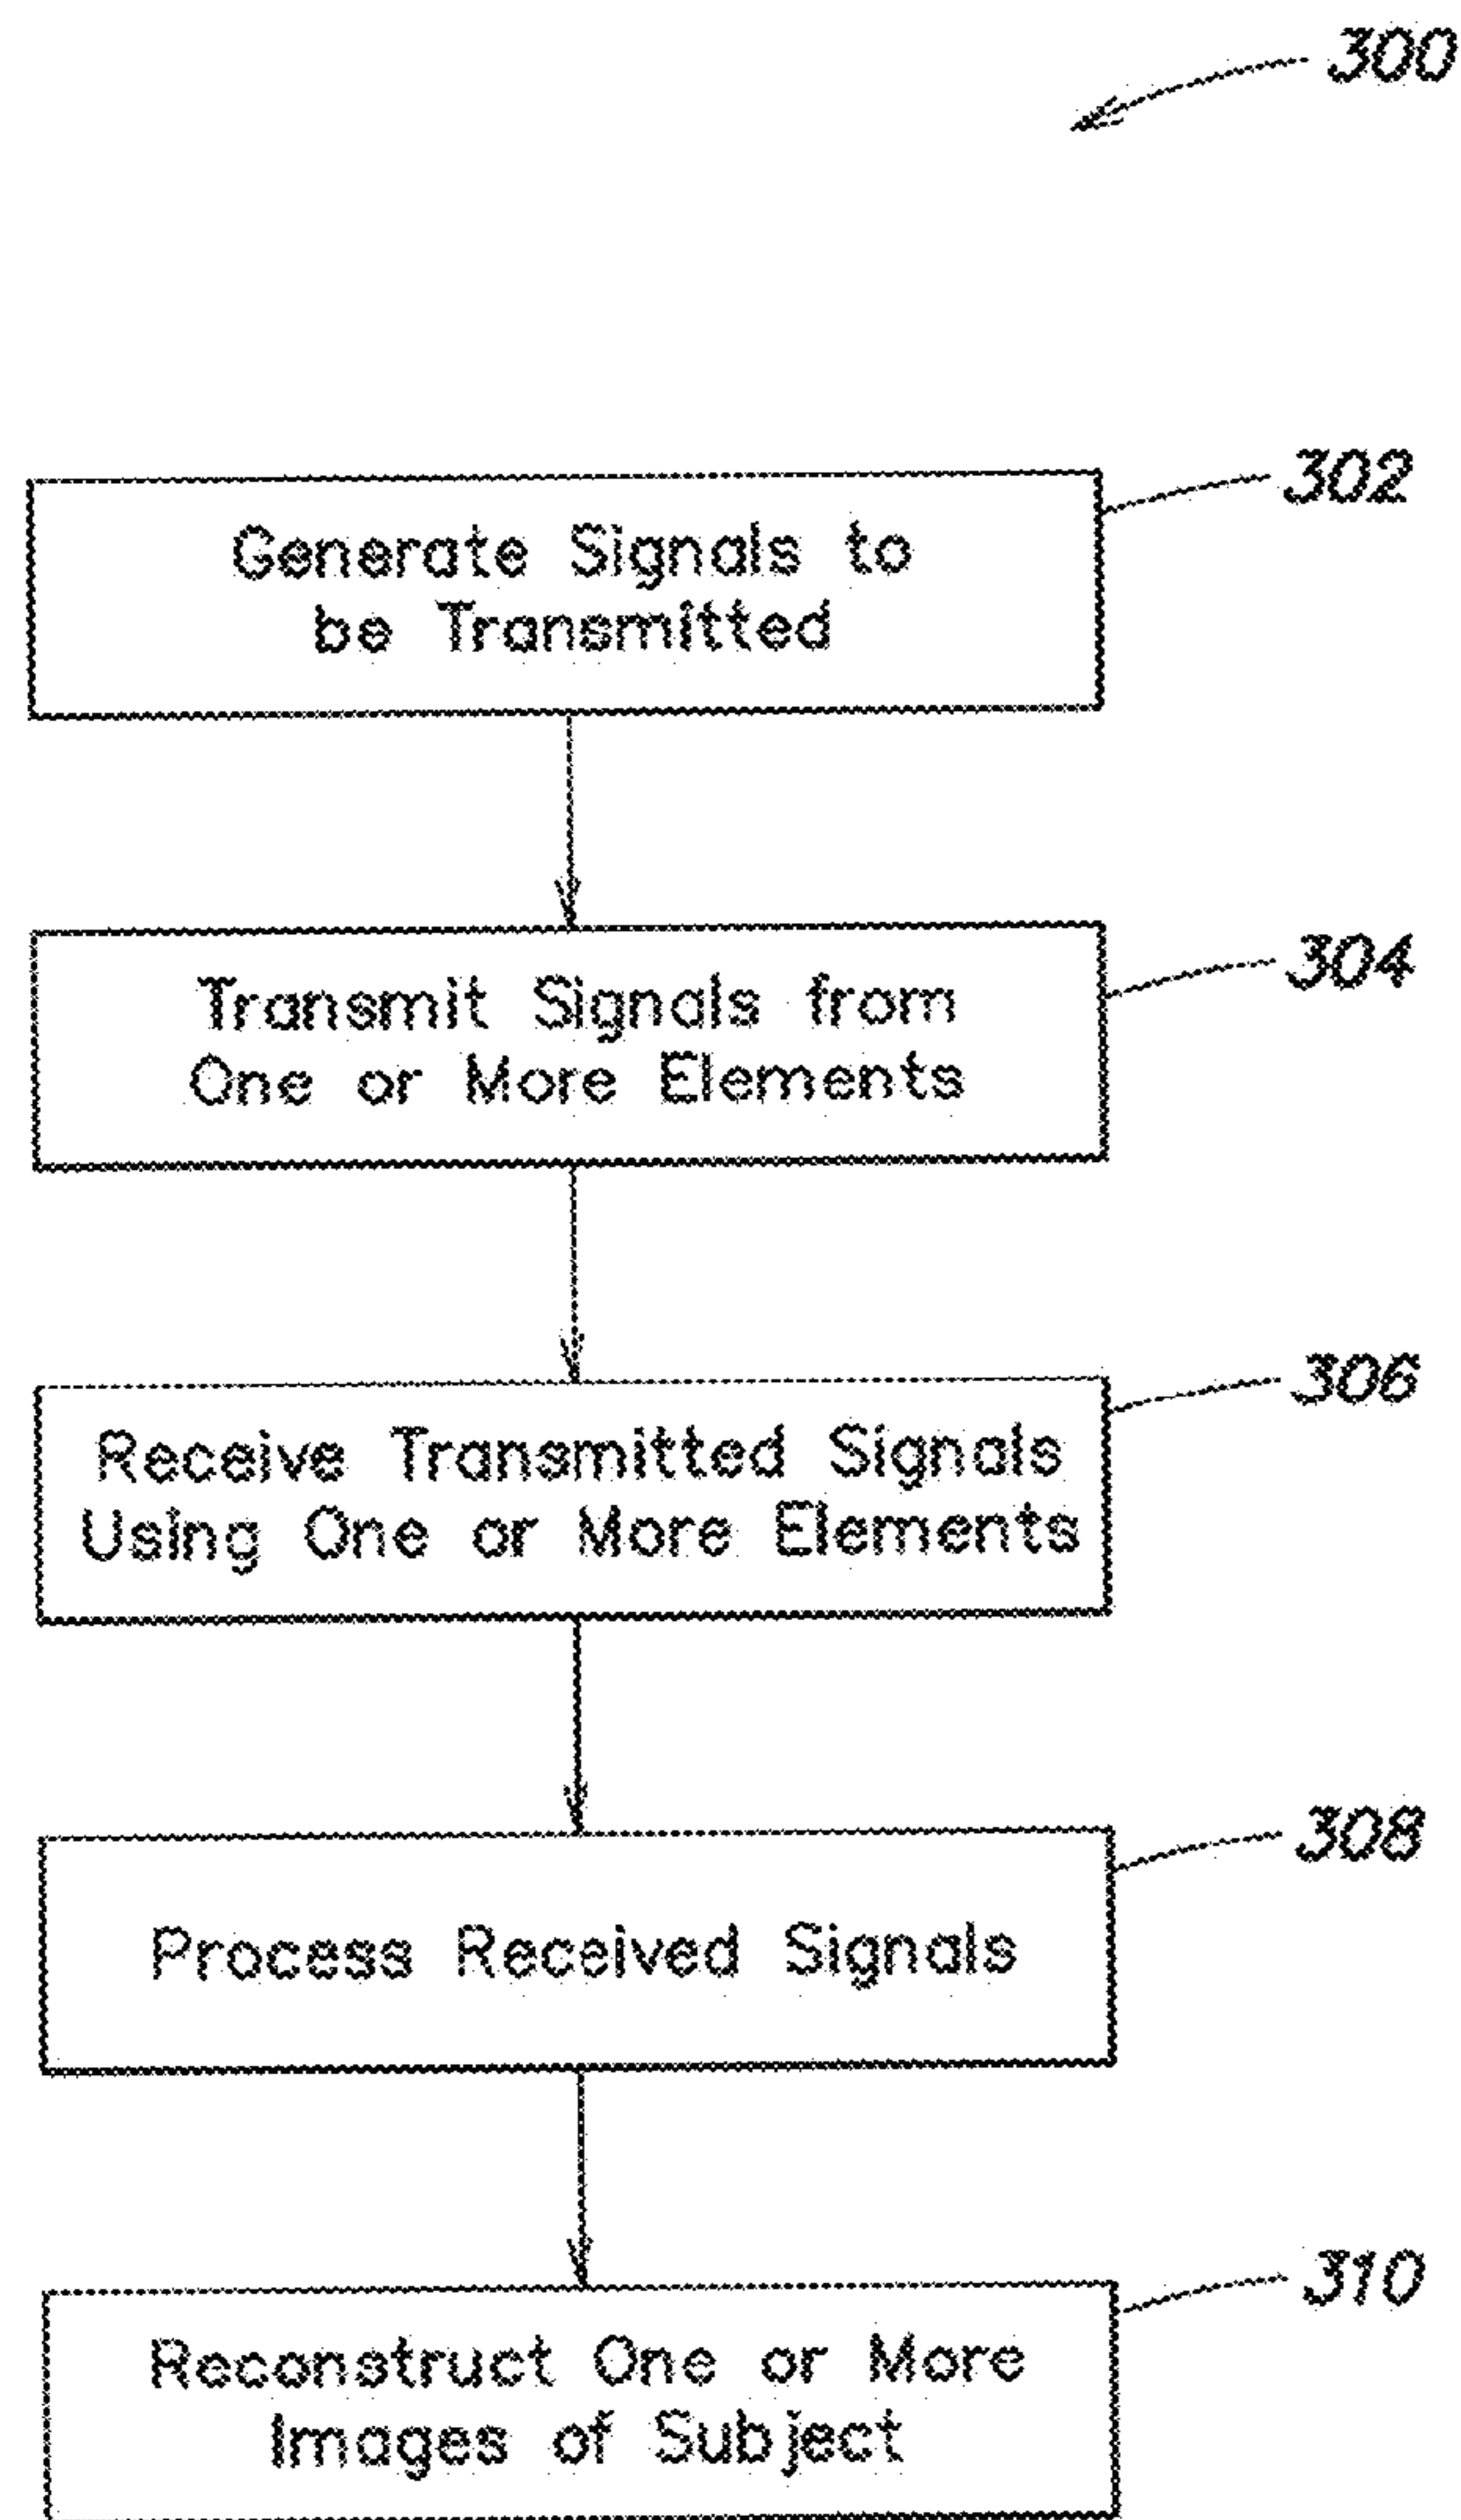 300
302
Generate Signals to
be Transmitted
304
Transmit Signals from
One or More Elements
306
Receive Transmitted Signals
Using One or More Elements
308
Process Received Signals
310
Reconstruct One or More
Images of Subject